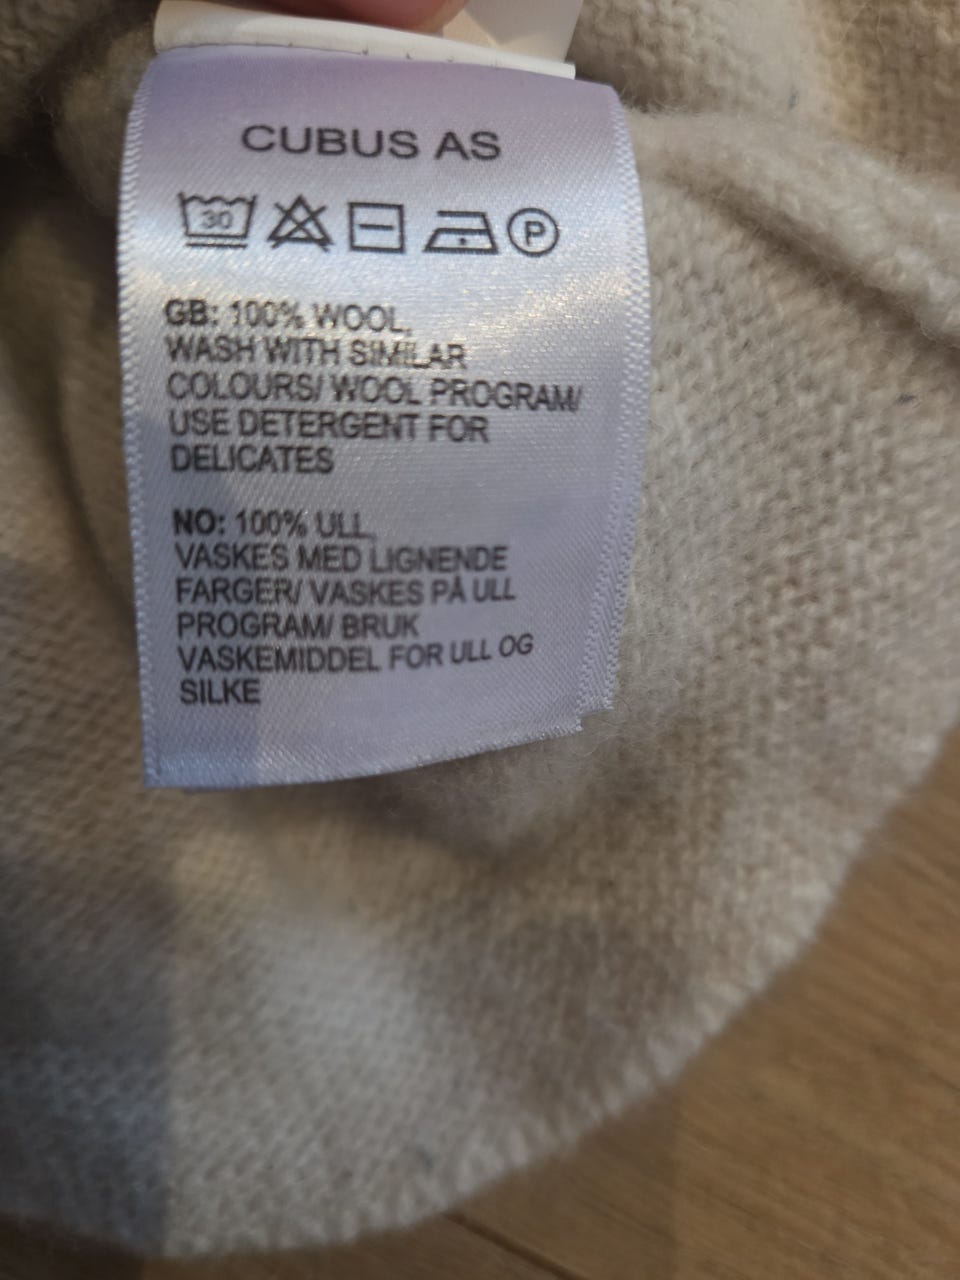 CUBUS AS
30 P
GB: 100% WOOL,
WASH WITH SIMILAR
COLOURS/ WOOL PROGRAM/
USE DETERGENT FOR
DELICATES
NO: 100% ULL,
VASKES MED LIGNENDE
FARGER/ VASKES PÅ ULL
PROGRAM/ BRUK
VASKEMIDDEL FOR ULL OG
SILKE